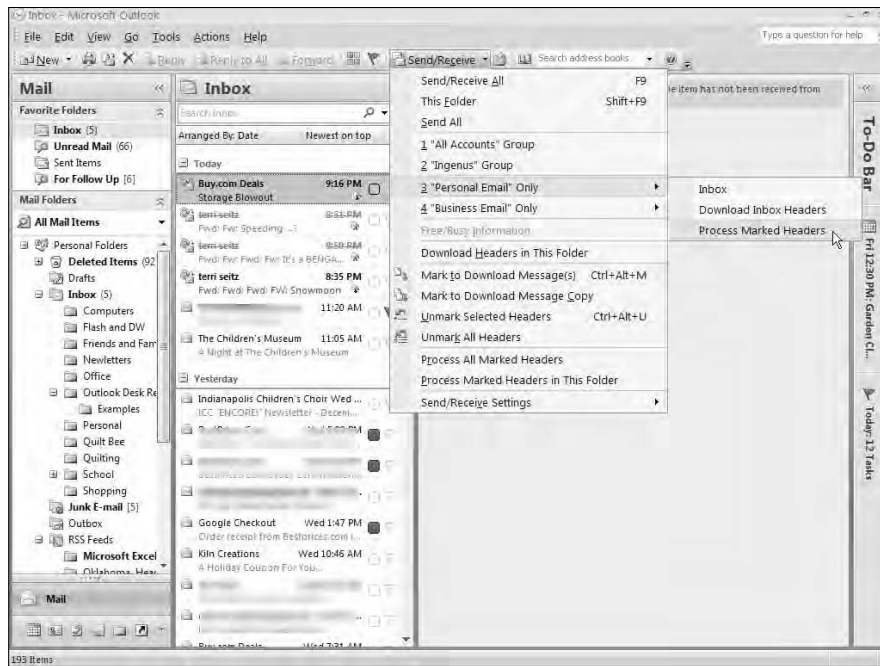 Inbox - Microsoft Outlook
File Edit View Go Tools Actions Help
Type a question for help
New Reply Reply to All Forward Send/Receive Search address books
Mail
Favorite Folders
Inbox (5)
Unread Mail (66)
Sent Items
For Follow Up [6]
Mail Folders
All Mail Items
Personal Folders
Deleted Items (92
Drafts
Inbox (5)
Computers
Flash and DW
Friends and Fam
Newletters
Office
Outlook Desk Re
Examples
Personal
Quilt Bee
Quilting
School
Shopping
Junk E-mail [5]
Outbox
RSS Feeds
Microsoft Excel
Oklahoma
Mail
193 Items
Inbox
Search Inbox
Arranged By: Date Newest on top
Today
Buy.com Deals 9:16 PM
Storage Blowout
terri seitz 8:51 PM
Fwd: Fw: Speeding ...!
terri seitz 8:50 PM
Fwd: Fw: Fwd: Fw: It's a BENGA...
terri seitz 8:35 PM
Fwd: Fwd: Fwd: FW: Snowmoon
11:20 AM
The Children's Museum 11:05 AM
A Night at The Children's Museum
Yesterday
Indianapolis Children's Choir Wed ...
ICC 'ENCORE!' Newsletter - Decem...
Google Checkout Wed 1:47 PM
Order receipt from
Kiln Creations Wed 10:46 AM
A Holiday Coupon For You...
Buy.com Deals Wed 7:31 AM
Send/Receive All F9
This Folder Shift+F9
Send All
1 "All Accounts" Group
2 "Ingenus" Group
3 "Personal Email" Only
4 "Business Email" Only
Free/Busy Information
Download Headers in This Folder
Mark to Download Message(s) Ctrl+Alt+M
Mark to Download Message Copy
Unmark Selected Headers Ctrl+Alt+U
Unmark All Headers
Process All Marked Headers
Process Marked Headers in This Folder
Send/Receive Settings
Inbox
Download Inbox Headers
Process Marked Headers
item has not been received from
To-Do Bar
Fri 12:30 PM: Garden Cl...
Today: 12 Tasks